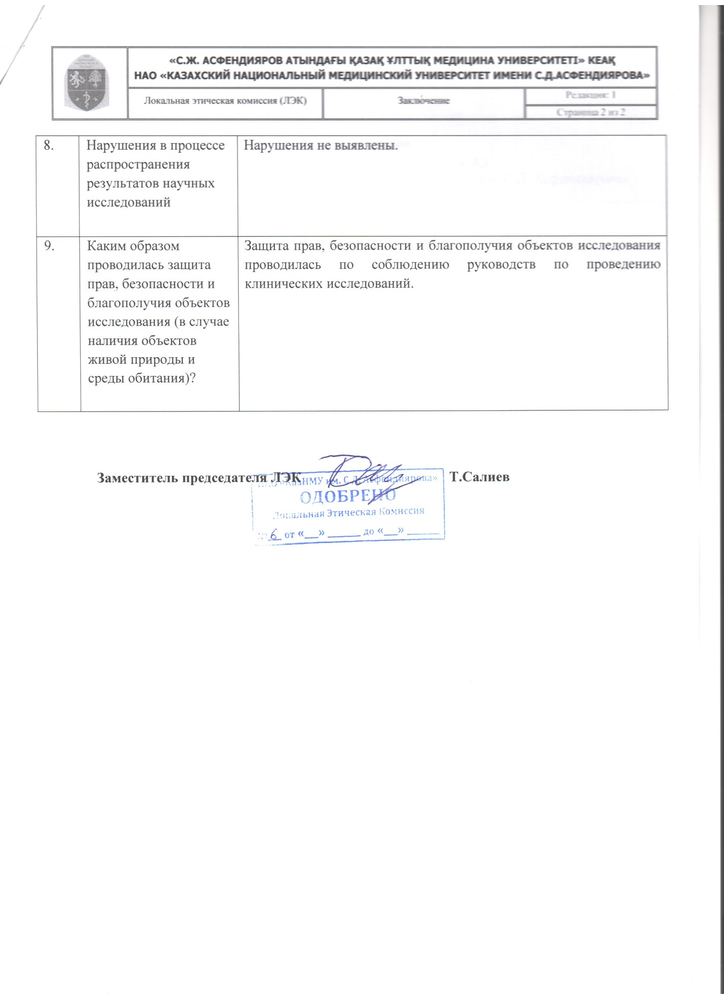 «С.Ж. АСФЕНДИЯРОВ АТЫНДАҒЫ ҚАЗАҚ ҰЛТТЫҚ МЕДИЦИНА УНИВЕРСИТЕТІ» КЕАҚ
НАО «КАЗАХСКИЙ НАЦИОНАЛЬНЫЙ МЕДИЦИНСКИЙ УНИВЕРСИТЕТ ИМЕНИ С.Д.АСФЕНДИЯРОВА»
Локальная этическая комиссия (ЛЭК)
Заключение
Редакция: 1
Страница 2 из 2
8.
Нарушения в процессе
распространения
результатов научных
исследований
Нарушения не выявлены.
9.
Каким образом
проводилась защита
прав, безопасности и
благополучия объектов
исследования (в случае
наличия объектов
живой природы и
среды обитания)?
Защита прав, безопасности и благополучия объектов исследования
проводилась по соблюдению руководств по проведению
клинических исследований.
Заместитель председателя ЛЭК
Т.Салиев
НАО «КазНМУ им. С.Д. Асфендиярова»
ОДОБРЕНО
Локальная Этическая Комиссия
№ 6 от «__» ______ до «__» ______